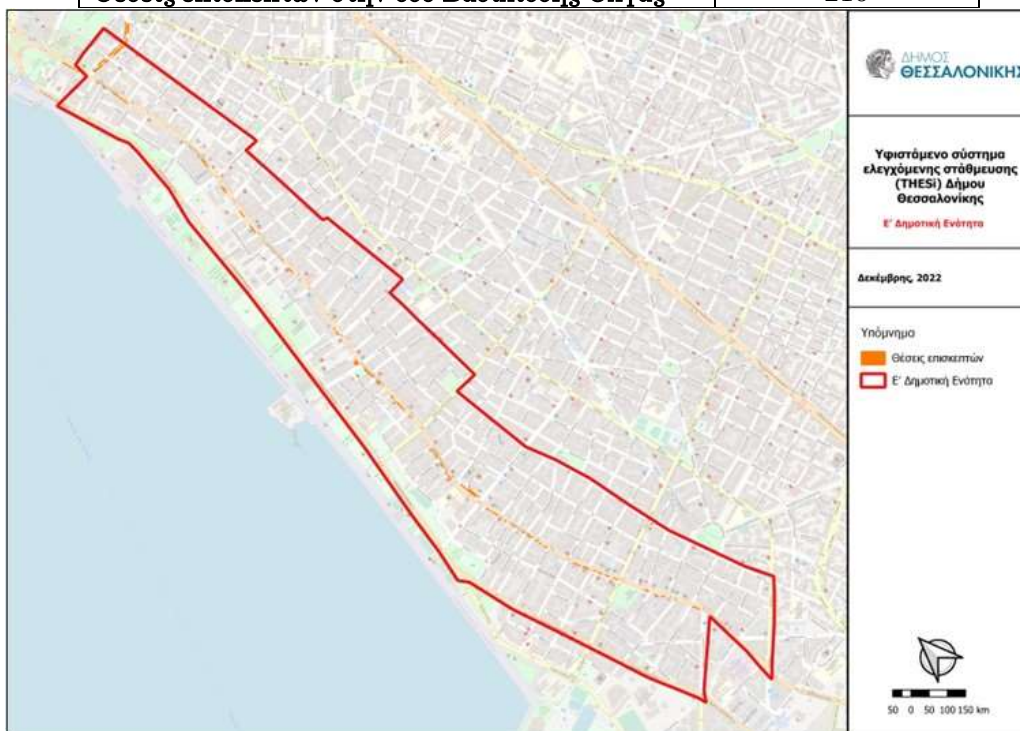 ΔΗΜΟΣ
ΘΕΣΣΑΛΟΝΙΚΗΣ
Υφιστάμενο σύστημα
ελεγχόμενης στάθμευσης
(THESi) Δήμου
Θεσσαλονίκης
Ε' Δημοτική Ενότητα
Δεκέμβρης, 2022
Υπόμνημα
Θέσεις επισκεπτών
Ε' Δημοτική Ενότητα
50 0 50 100 150 km